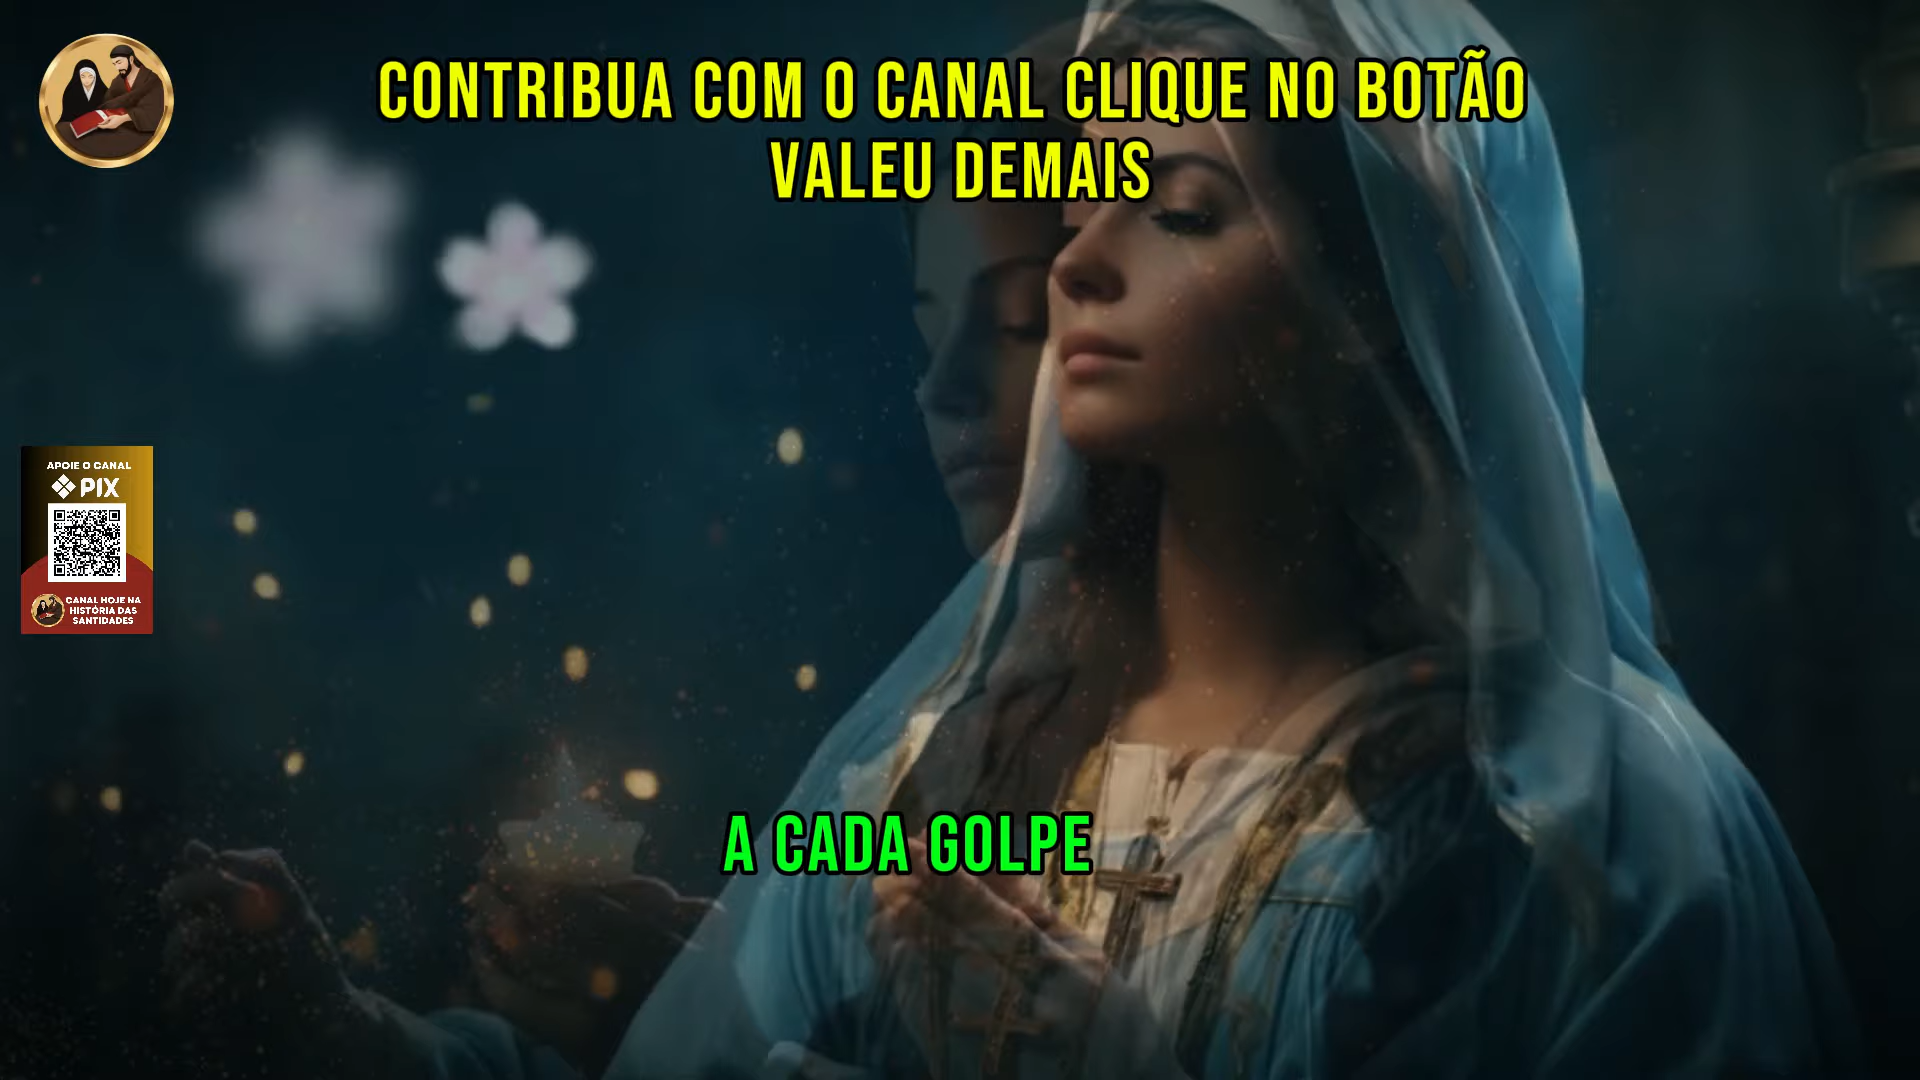 CONTRIBUA COM O CANAL CLIQUE NO BOTÃO
VALEU DEMAIS
APOIE O CANAL
PIX
CANAL HOJE NA
HISTÓRIA DAS
SANTIDADES
A CADA GOLPE